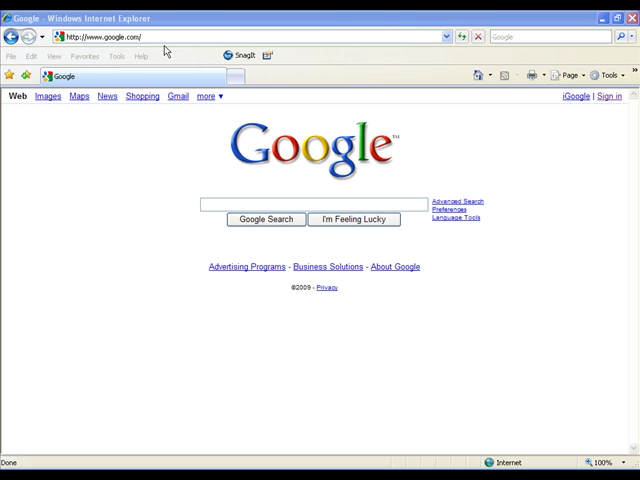 Google - Windows Internet Explorer
http://www.google.com/
Google
File Edit View Favorites Tools Help
SnagIt
Google
Page
Tools
»
Web Images Maps News Shopping Gmail more ▼
iGoogle | Sign in
Google™
Advanced Search
Preferences
Language Tools
Google Search
I'm Feeling Lucky
Advertising Programs - Business Solutions - About Google
©2009 - Privacy
Done
Internet
100%